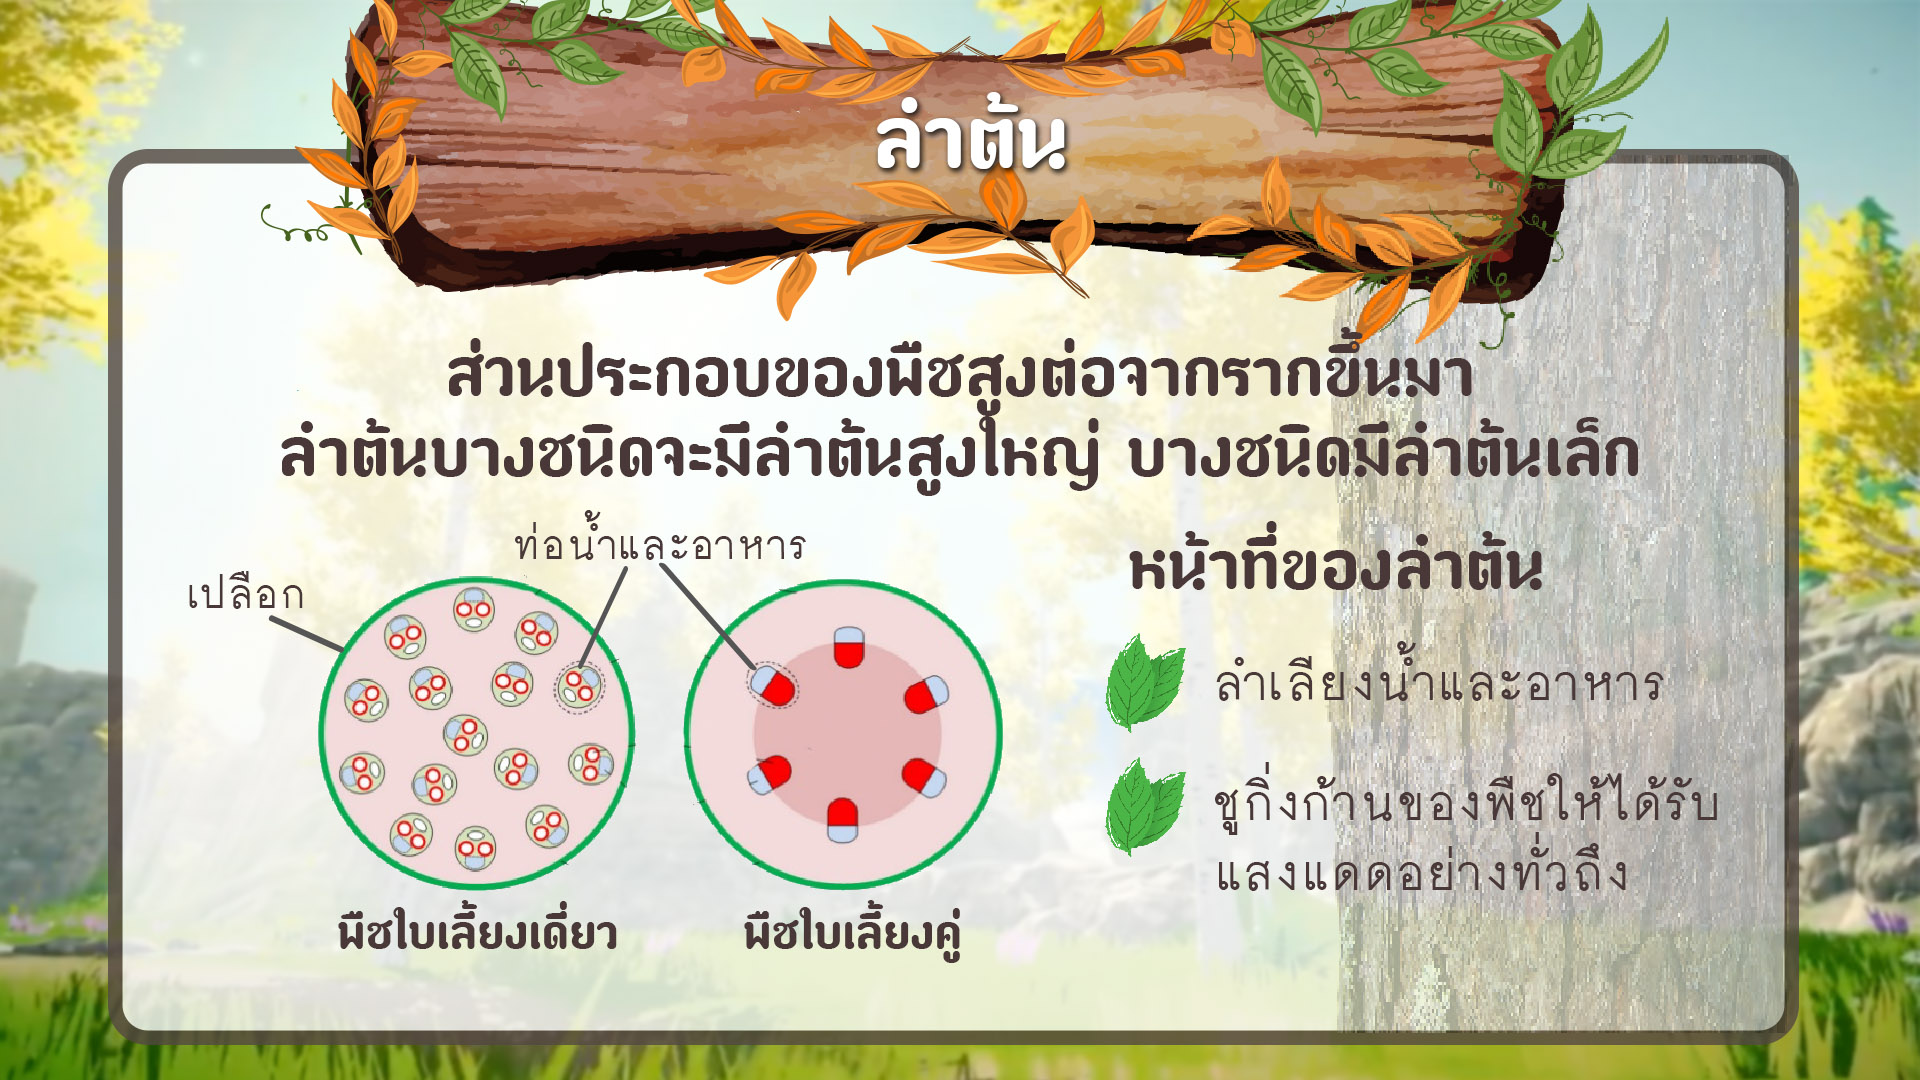 ลำต้น
ส่วนประกอบของพืชสูงต่อจากรากขึ้นมา
ลำต้นบางชนิดจะมีลำต้นสูงใหญ่ บางชนิดมีลำต้นเล็ก
ท่อน้ำและอาหาร
เปลือก
พืชใบเลี้ยงเดี่ยว
พืชใบเลี้ยงคู่
หน้าที่ของลำต้น
ลำเลียงน้ำและอาหาร
ชูกิ่งก้านของพืชให้ได้รับ
แสงแดดอย่างทั่วถึง